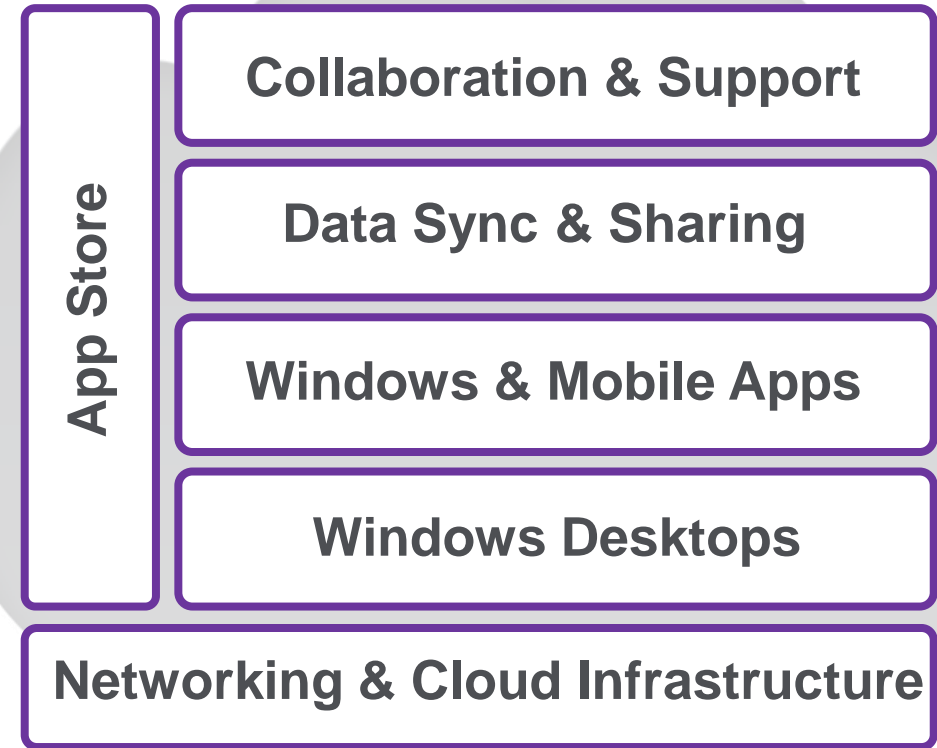 App Store
Collaboration & Support
Data Sync & Sharing
Windows & Mobile Apps
Windows Desktops
Networking & Cloud Infrastructure